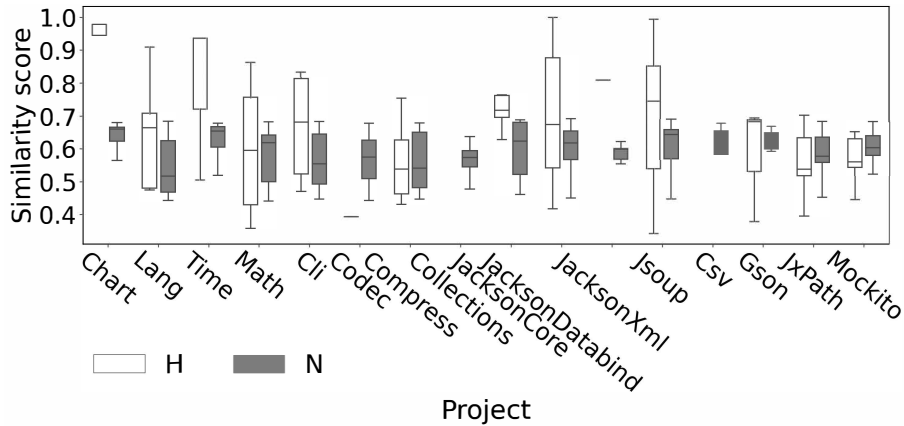 Similarity score
1.0
0.9
0.8
0.7
0.6
0.5
0.4
Chart
Lang
Time
Math
Cli
Codec
Compress
Collections
JacksonCore
JacksonDatabind
JacksonXml
Jsoup
Csv
Gson
JxPath
Mockito
H
N
Project